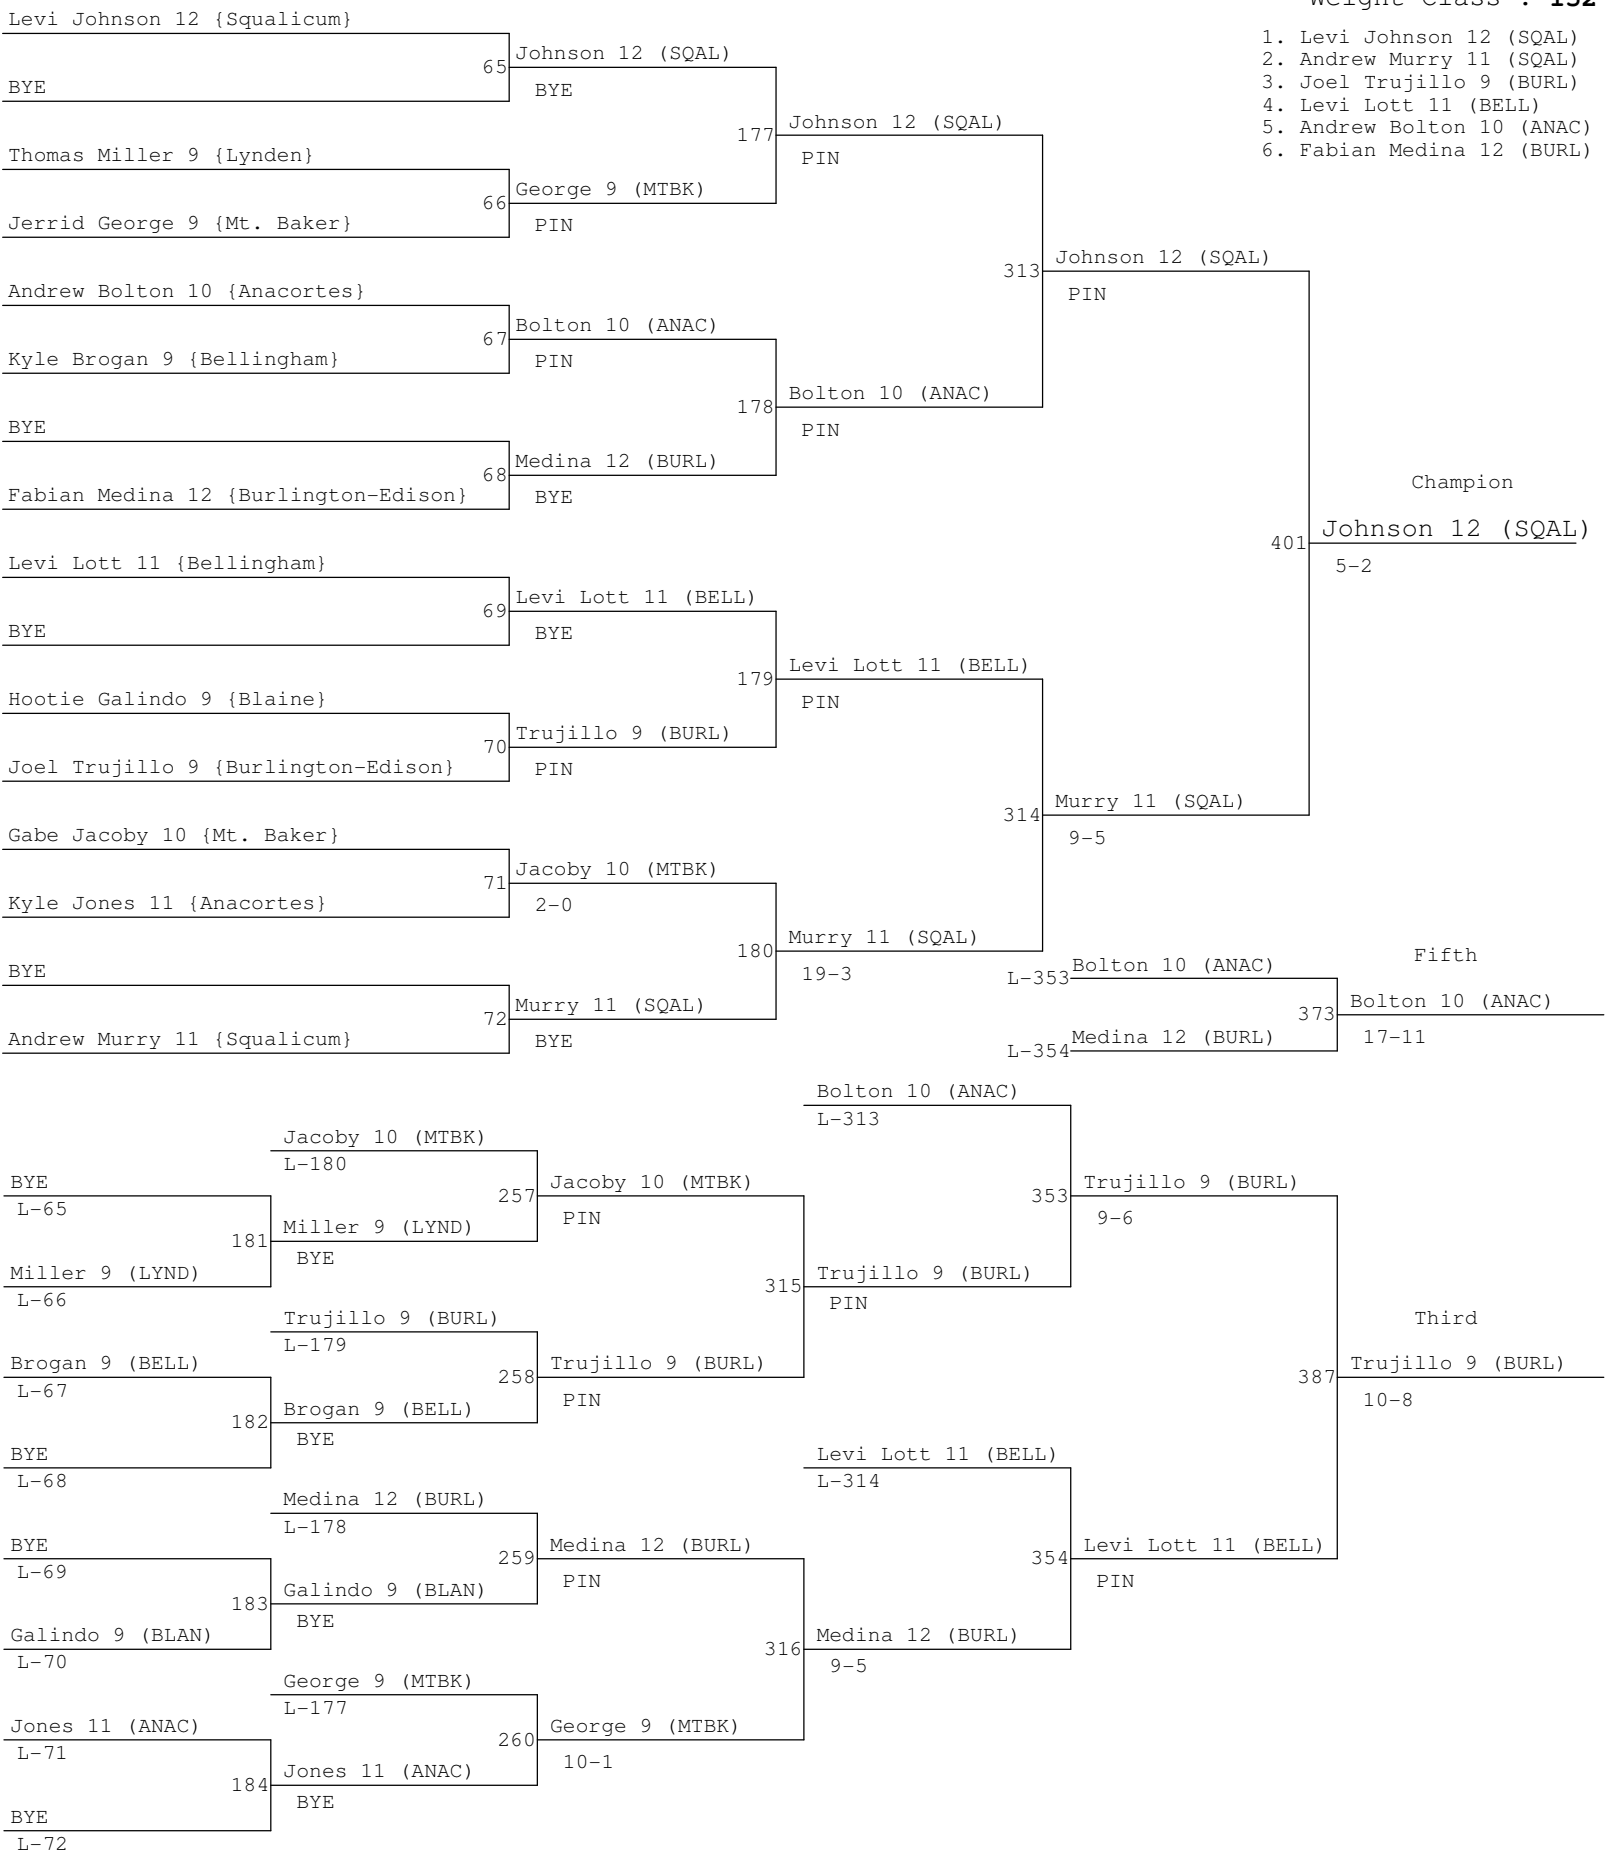 Weight Class : 152
1. Levi Johnson 12 (SQAL)
2. Andrew Murry 11 (SQAL)
3. Joel Trujillo 9 (BURL)
4. Levi Lott 11 (BELL)
5. Andrew Bolton 10 (ANAC)
6. Fabian Medina 12 (BURL)
Levi Johnson 12 {Squalicum}
BYE
Thomas Miller 9 {Lynden}
Jerrid George 9 {Mt. Baker}
Andrew Bolton 10 {Anacortes}
Kyle Brogan 9 {Bellingham}
BYE
Fabian Medina 12 {Burlington-Edison}
Levi Lott 11 {Bellingham}
BYE
Hootie Galindo 9 {Blaine}
Joel Trujillo 9 {Burlington-Edison}
Gabe Jacoby 10 {Mt. Baker}
Kyle Jones 11 {Anacortes}
BYE
Andrew Murry 11 {Squalicum}
65 Johnson 12 (SQAL)
BYE
66 George 9 (MTBK)
PIN
67 Bolton 10 (ANAC)
PIN
68 Medina 12 (BURL)
BYE
69 Levi Lott 11 (BELL)
BYE
70 Trujillo 9 (BURL)
PIN
71 Jacoby 10 (MTBK)
2-0
72 Murry 11 (SQAL)
BYE
177 Johnson 12 (SQAL)
PIN
178 Bolton 10 (ANAC)
PIN
179 Levi Lott 11 (BELL)
PIN
180 Murry 11 (SQAL)
19-3
313 Johnson 12 (SQAL)
PIN
314 Murry 11 (SQAL)
9-5
Champion
401 Johnson 12 (SQAL)
5-2
L-353 Bolton 10 (ANAC)
L-354 Medina 12 (BURL)
Fifth
373 Bolton 10 (ANAC)
17-11
BYE
L-65
Miller 9 (LYND)
L-66
Brogan 9 (BELL)
L-67
BYE
L-68
BYE
L-69
Galindo 9 (BLAN)
L-70
Jones 11 (ANAC)
L-71
BYE
L-72
Jacoby 10 (MTBK)
L-180
181 Miller 9 (LYND)
BYE
Trujillo 9 (BURL)
L-179
182 Brogan 9 (BELL)
BYE
Medina 12 (BURL)
L-178
183 Galindo 9 (BLAN)
BYE
George 9 (MTBK)
L-177
184 Jones 11 (ANAC)
BYE
257 Jacoby 10 (MTBK)
PIN
258 Trujillo 9 (BURL)
PIN
259 Medina 12 (BURL)
PIN
260 George 9 (MTBK)
10-1
Bolton 10 (ANAC)
L-313
315 Trujillo 9 (BURL)
PIN
Levi Lott 11 (BELL)
L-314
316 Medina 12 (BURL)
9-5
353 Trujillo 9 (BURL)
9-6
354 Levi Lott 11 (BELL)
PIN
Third
387 Trujillo 9 (BURL)
10-8